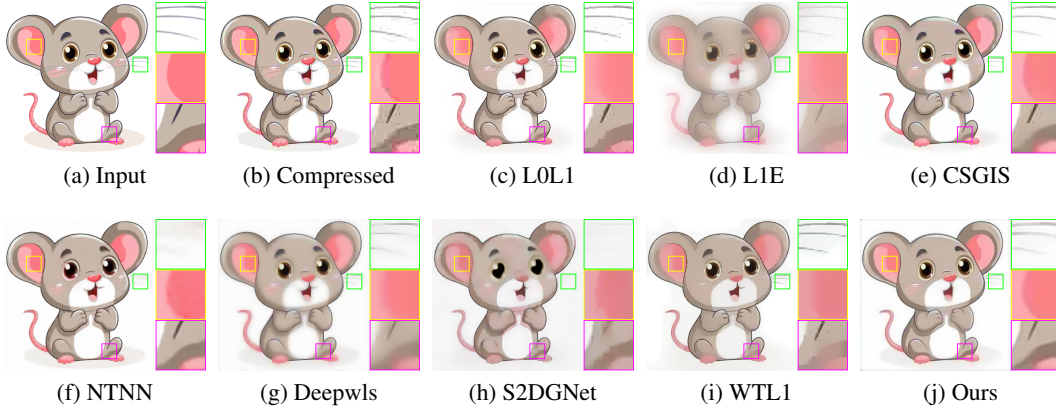 (a) Input
(b) Compressed
(c) L0L1
(d) L1E
(e) CSGIS
(f) NTNN
(g) Deepwls
(h) S2DGNet
(i) WTL1
(j) Ours